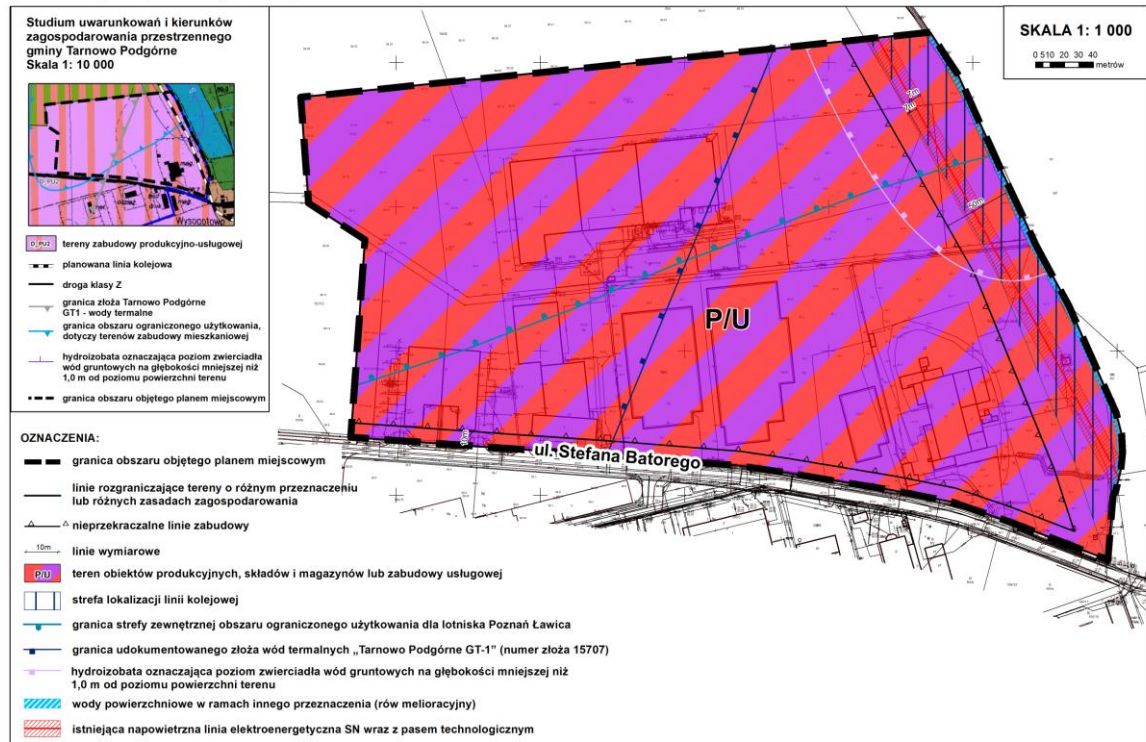 Studium uwarunkowań i kierunków
zagospodarowania przestrzennego
gminy Tarnowo Podgórne
Skala 1: 10 000
Wysogotowo
D_PU2 tereny zabudowy produkcyjno-usługowej
planowana linia kolejowa
droga klasy Z
granica złoża Tarnowo Podgórne
GT1 - wody termalne
granica obszaru ograniczonego użytkowania,
dotyczy terenów zabudowy mieszkaniowej
hydroizobata oznaczająca poziom zwierciadła
wód gruntowych na głębokości mniejszej niż
1,0 m od poziomu powierzchni terenu
granica obszaru objętego planem miejscowym
SKALA 1: 1 000
0 5 10 20 30 40
metrów
P/U
ul. Stefana Batorego
10m
OZNACZENIA:
granica obszaru objętego planem miejscowym
linie rozgraniczające tereny o różnym przeznaczeniu
lub różnych zasadach zagospodarowania
nieprzekraczalne linie zabudowy
10m linie wymiarowe
P/U teren obiektów produkcyjnych, składów i magazynów lub zabudowy usługowej
strefa lokalizacji linii kolejowej
granica strefy zewnętrznej obszaru ograniczonego użytkowania dla lotniska Poznań Ławica
granica udokumentowanego złoża wód termalnych „Tarnowo Podgórne GT-1” (numer złoża 15707)
hydroizobata oznaczająca poziom zwierciadła wód gruntowych na głębokości mniejszej niż
1,0 m od poziomu powierzchni terenu
wody powierzchniowe w ramach innego przeznaczenia (rów melioracyjny)
istniejąca napowietrzna linia elektroenergetyczna SN wraz z pasem technologicznym